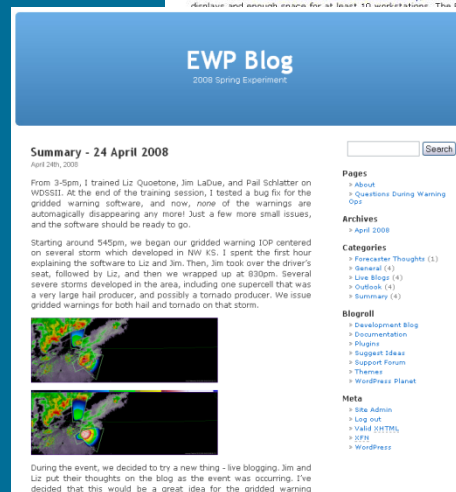 displays and enough space for at least 10 workstations. The
EWP Blog
2008 Spring Experiment
Summary - 24 April 2008
April 24th, 2008
From 3-5pm, I trained Liz Quoetone, Jim LaDue, and Pail Schlatter on
WDSSII. At the end of the training session, I tested a bug fix for the
gridded warning software, and now, none of the warnings are
automagically disappearing any more! Just a few more small issues,
and the software should be ready to go.
Starting around 545pm, we began our gridded warning IOP centered
on several storm which developed in NW KS. I spent the first hour
explaining the software to Liz and Jim. Then, Jim took over the driver's
seat, followed by Liz, and then we wrapped up at 830pm. Several
severe storms developed in the area, including one supercell that was
a very large hail producer, and possibly a tornado producer. We issue
gridded warnings for both hail and tornado on that storm.
During the event, we decided to try a new thing - live blogging. Jim and
Liz put their thoughts on the blog as the event was occurring. I've
decided that this would be a great idea for the gridded warning
Search
Pages
» About
» Questions During Warning
Ops
Archives
» April 2008
Categories
» Forecaster Thoughts (1)
» General (4)
» Live Blogs (4)
» Outlook (4)
» Summary (4)
Blogroll
» Development Blog
» Documentation
» Plugins
» Suggest Ideas
» Support Forum
» Themes
» WordPress Planet
Meta
» Site Admin
» Log out
» Valid XHTML
» XFN
» WordPress